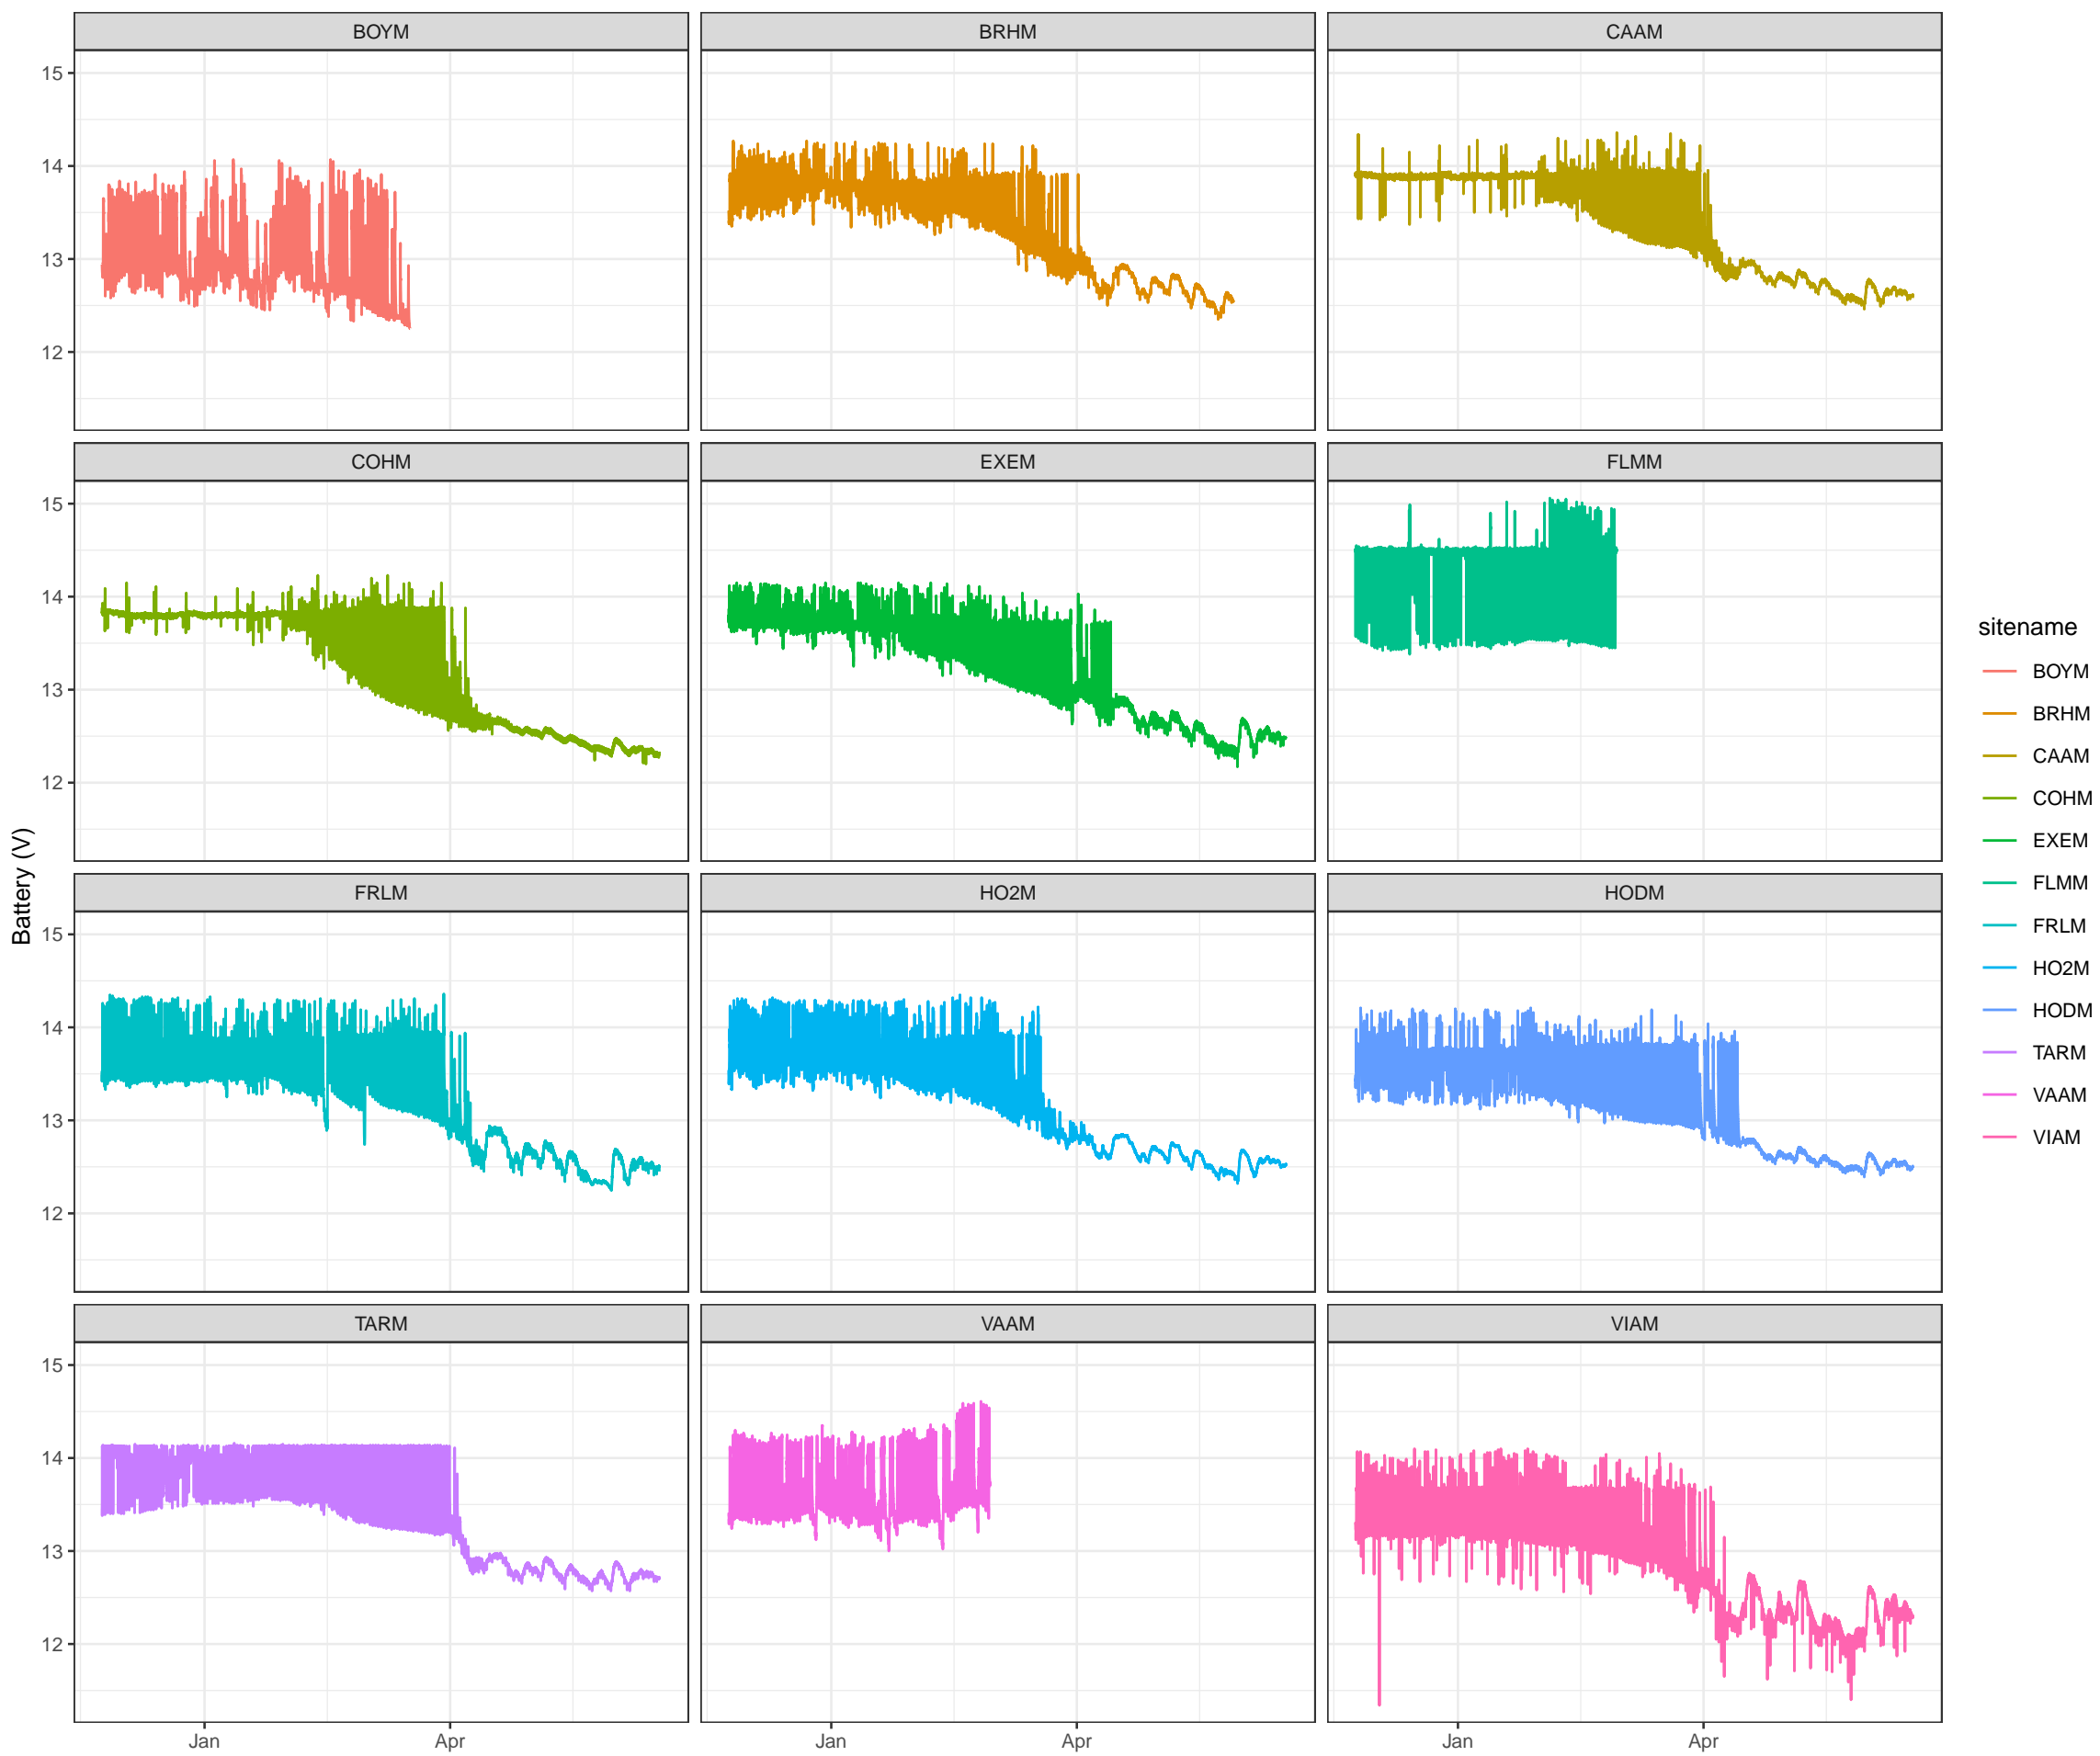 BOYM
BRHM
CAAM
15
14
13
12
COHM
EXEM
FLMM
15
14
13
12
FRLM
HO2M
HODM
15
14
13
12
TARM
VAAM
VIAM
15
14
13
12
Jan
Apr
Jan
Apr
Jan
Apr
Battery (V)
sitename
BOYM
BRHM
CAAM
COHM
EXEM
FLMM
FRLM
HO2M
HODM
TARM
VAAM
VIAM